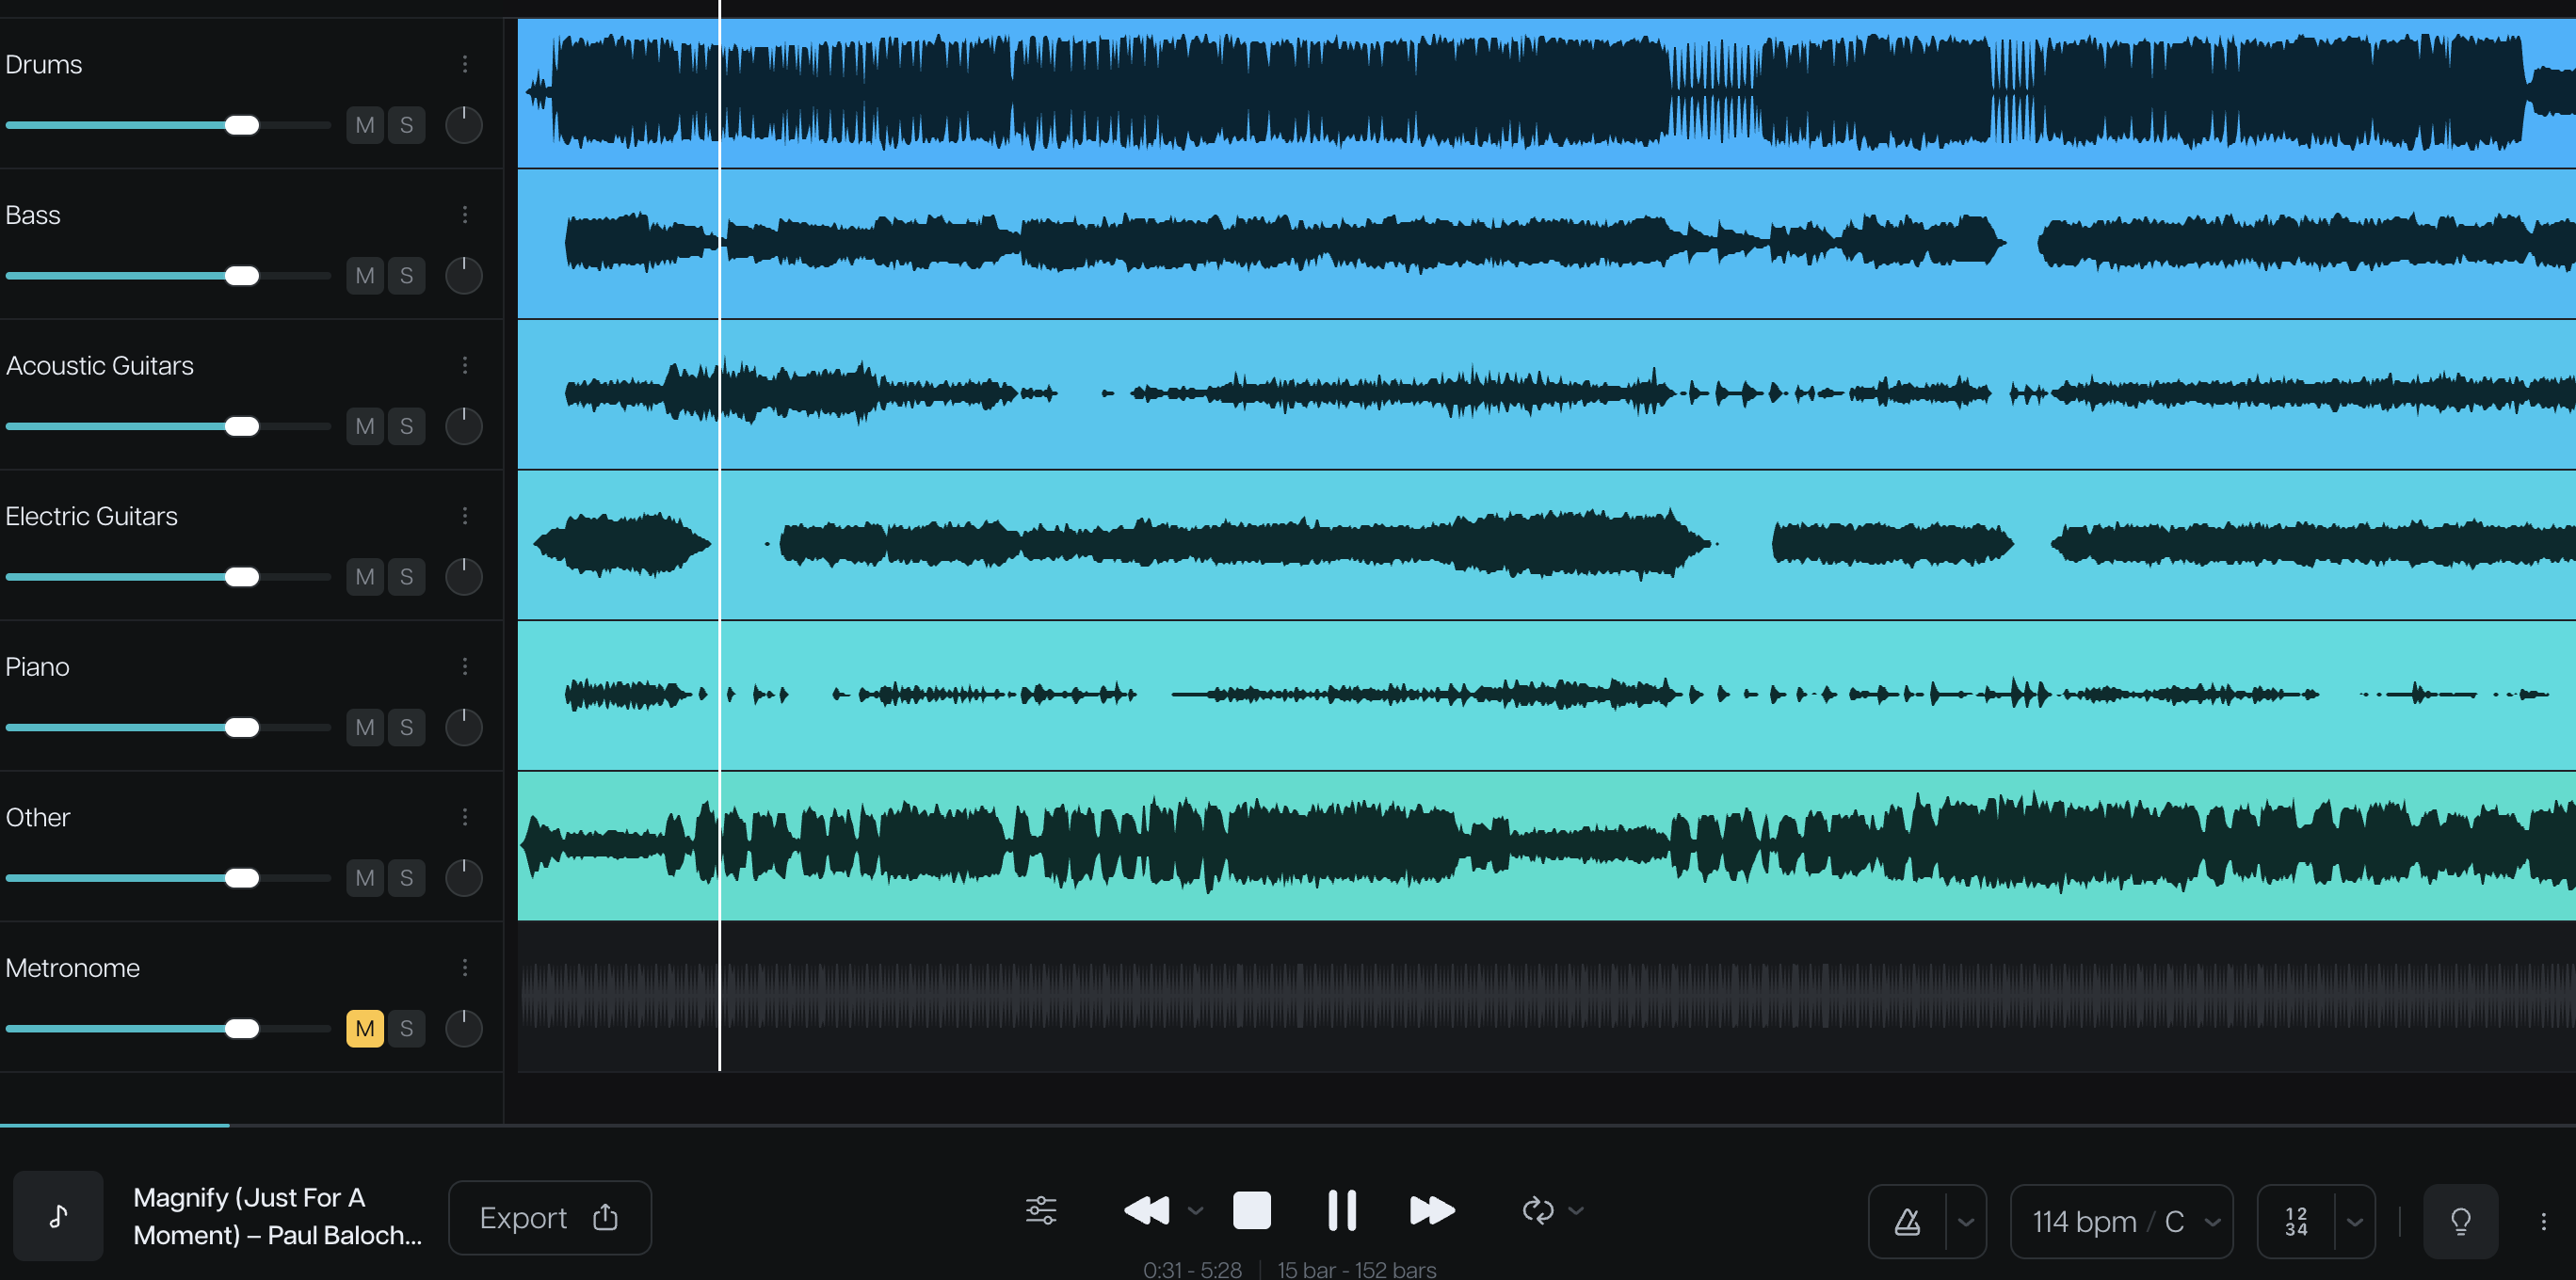 Drums
M S
Bass
M S
Acoustic Guitars
M S
Electric Guitars
M S
Piano
M S
Other
M S
Metronome
M S
Magnify (Just For A
Moment) – Paul Baloch...
Export
0:31 - 5:28 | 15 bar - 152 bars
114 bpm / C
12
34